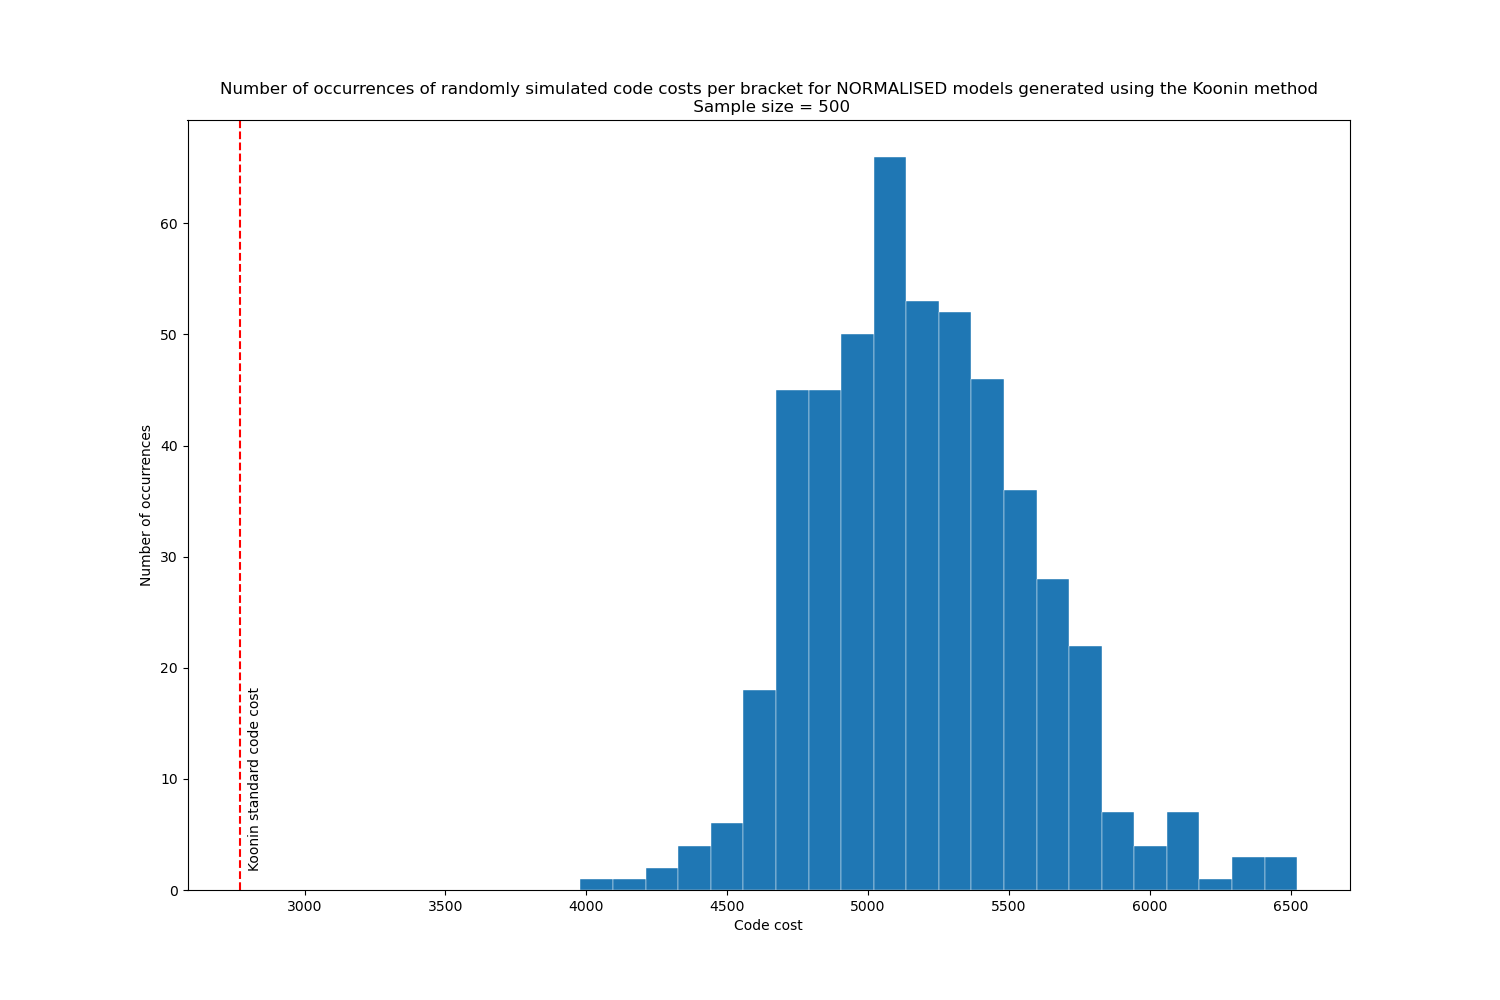 Number of occurrences of randomly simulated code costs per bracket for NORMALISED models generated using the Koonin method
Sample size = 500
Number of occurrences
60
50
40
30
20
10
0
Koonin standard code cost
3000 3500 4000 4500 5000 5500 6000 6500
Code cost